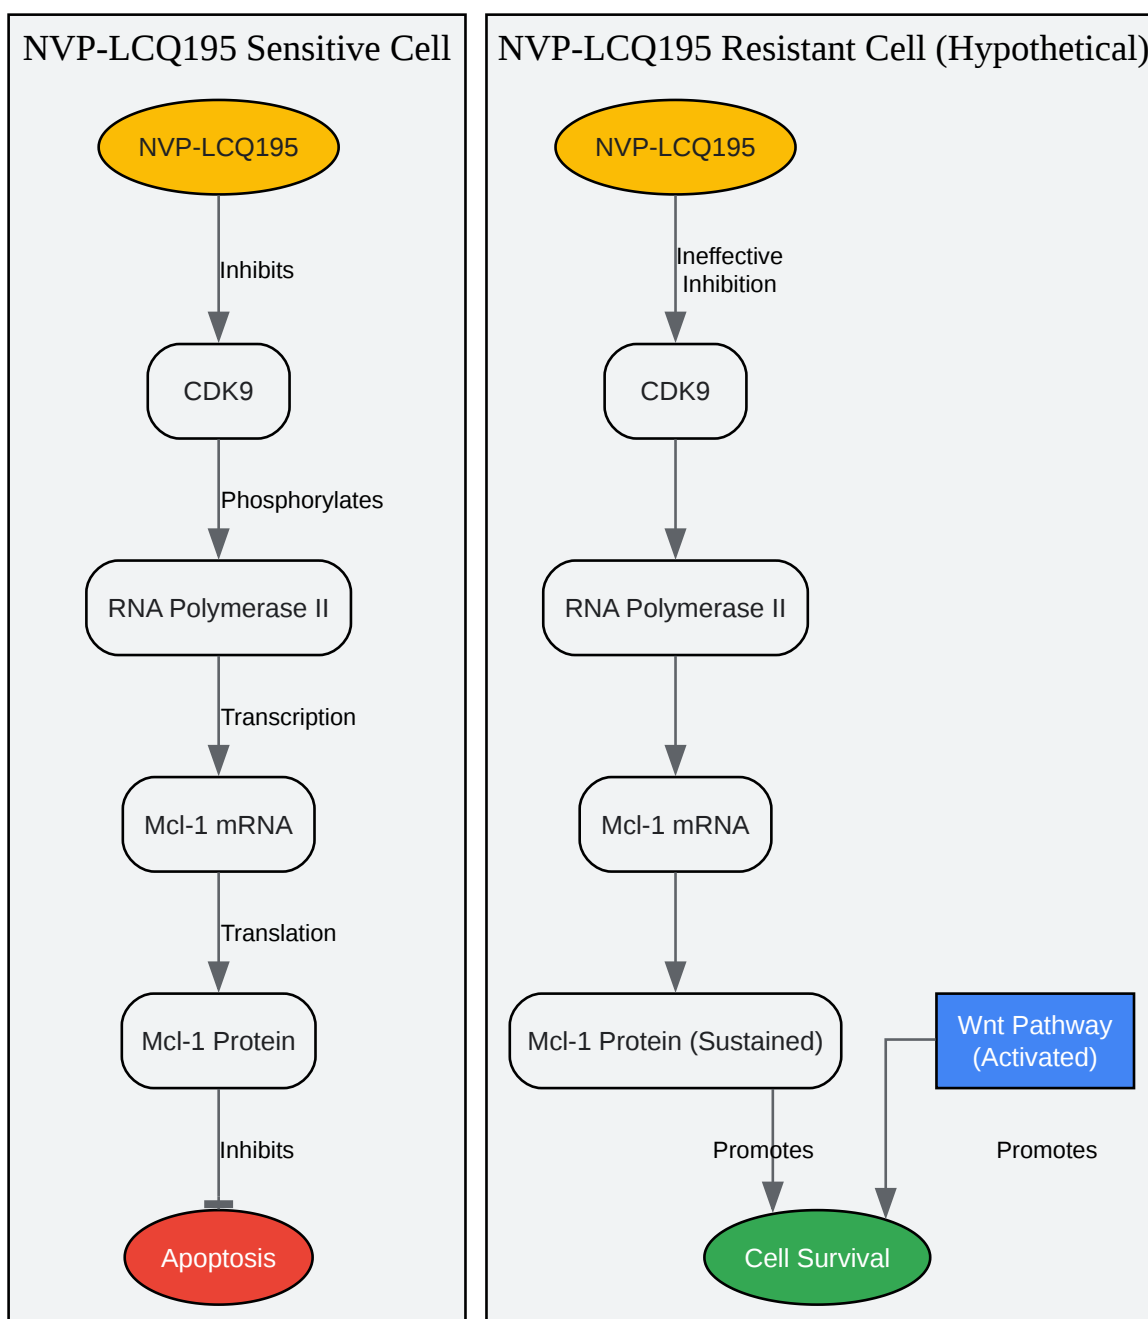 NVP-LCQ195 Sensitive Cell
NVP-LCQ195
Inhibits
CDK9
Phosphorylates
RNA Polymerase II
Transcription
Mcl-1 mRNA
Translation
Mcl-1 Protein
Inhibits
Apoptosis
NVP-LCQ195 Resistant Cell (Hypothetical)
NVP-LCQ195
Ineffective
Inhibition
CDK9
RNA Polymerase II
Mcl-1 mRNA
Mcl-1 Protein (Sustained)
Wnt Pathway
(Activated)
Promotes
Promotes
Cell Survival